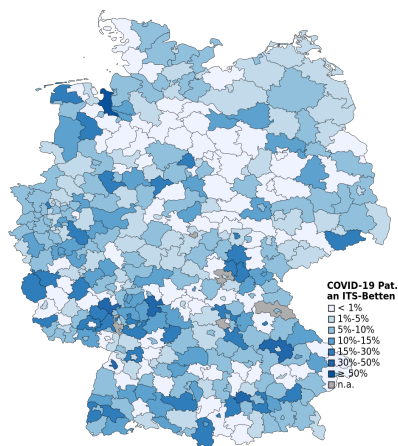 COVID-19 Pat.
an ITS-Betten
< 1%
1%-5%
5%-10%
10%-15%
15%-30%
30%-50%
≥ 50%
n.a.